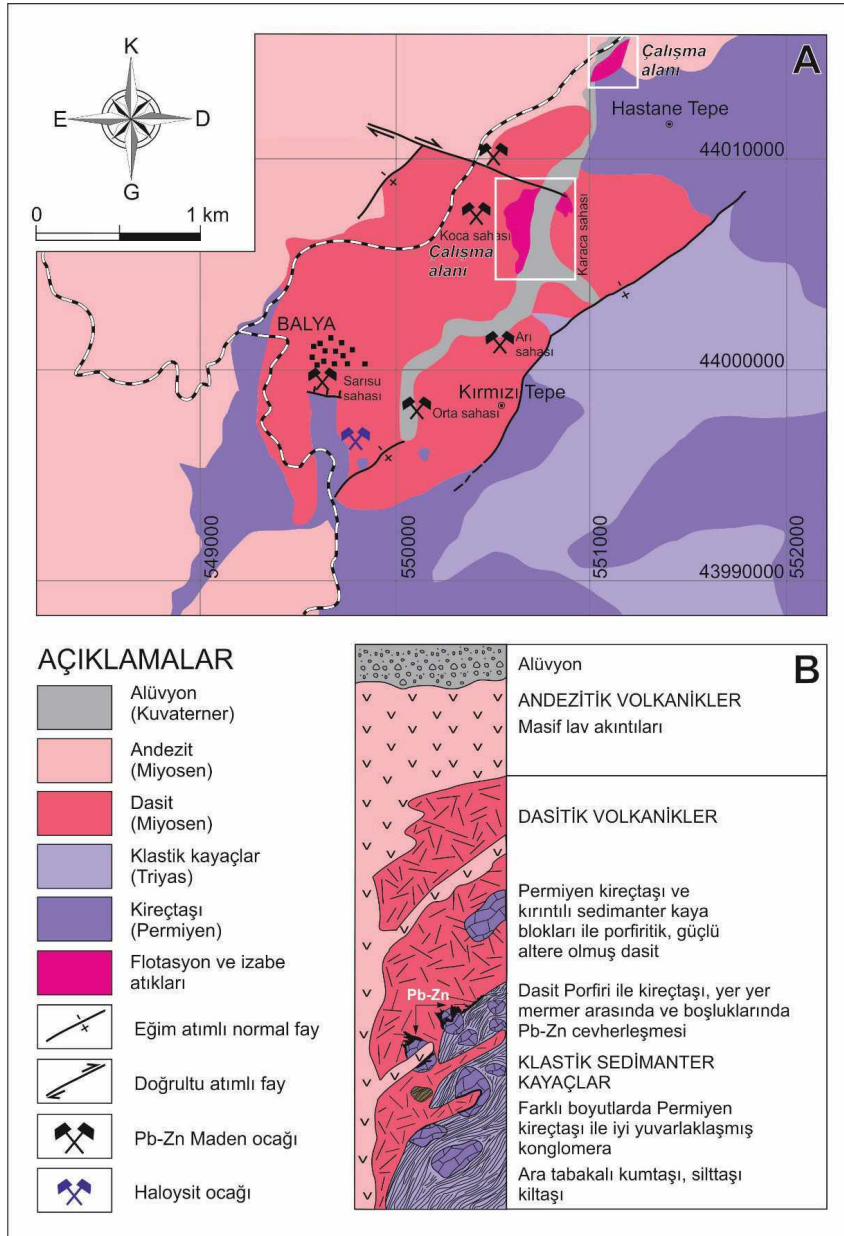 A
K
E
D
G
0
1 km
Çalışma
alanı
Hastane Tepe
44010000
Koca sahası
Çalışma
alanı
Karaca sahası
BALYA
Sarısu
sahası
Arı
sahası
44000000
Kırmızı Tepe
Orta sahası
549000
550000
551000
552000
43990000
AÇIKLAMALAR
Alüvyon
(Kuvaterner)
Andezit
(Miyosen)
Dasit
(Miyosen)
Klastik kayaçlar
(Triyas)
Kireçtaşı
(Permiyen)
Flotasyon ve izabe
atıkları
Eğim atımlı normal fay
Doğrultu atımlı fay
Pb-Zn Maden ocağı
Haloysit ocağı
B
Alüvyon
ANDEZİTİK VOLKANİKLER
Masif lav akıntıları
DASİTİK VOLKANİKLER
Permiyen kireçtaşı ve
kırıntılı sedimanter kaya
blokları ile porfiritik, güçlü
altere olmuş dasit
Pb-Zn
Dasit Porfiri ile kireçtaşı, yer yer
mermer arasında ve boşluklarında
Pb-Zn cevherleşmesi
KLASTİK SEDİMANTER
KAYAÇLAR
Farklı boyutlarda Permiyen
kireçtaşı ile iyi yuvarlaklaşmış
konglomera
Ara tabakalı kumtaşı, silttaşı
kiltaşı